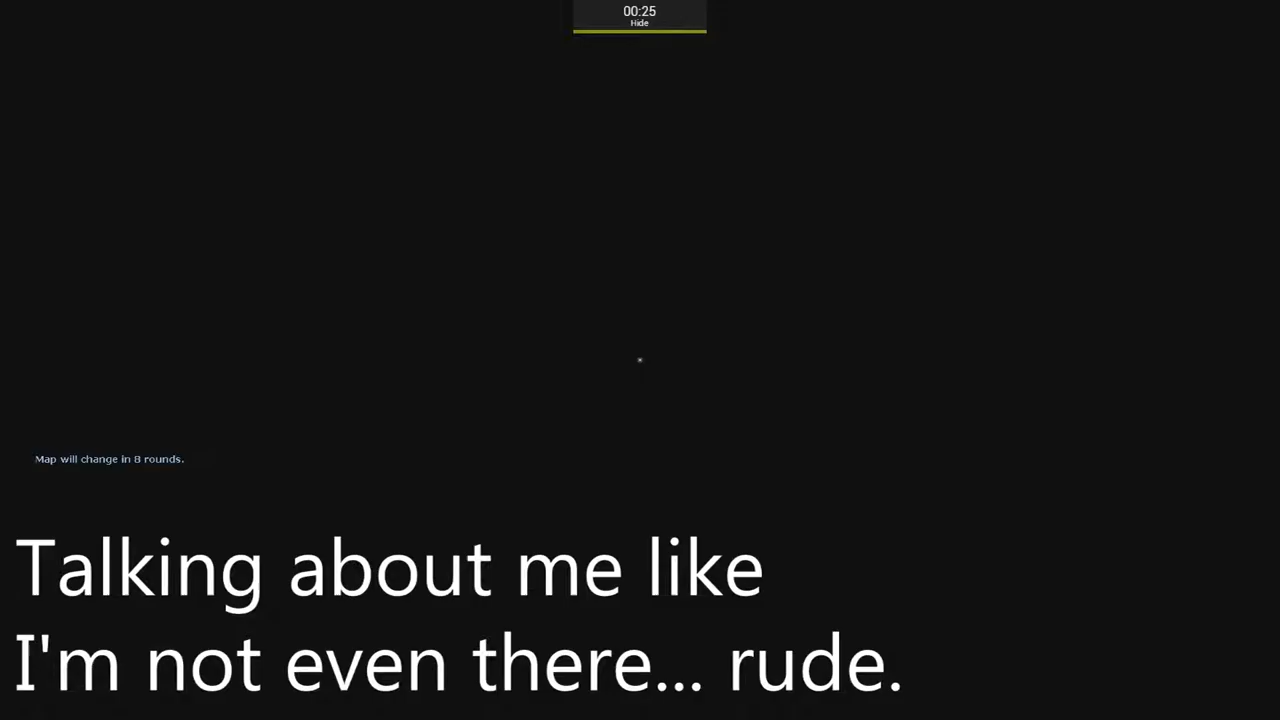 00:25
Hide
Map will change in 8 rounds.
Talking about me like
I'm not even there... rude.